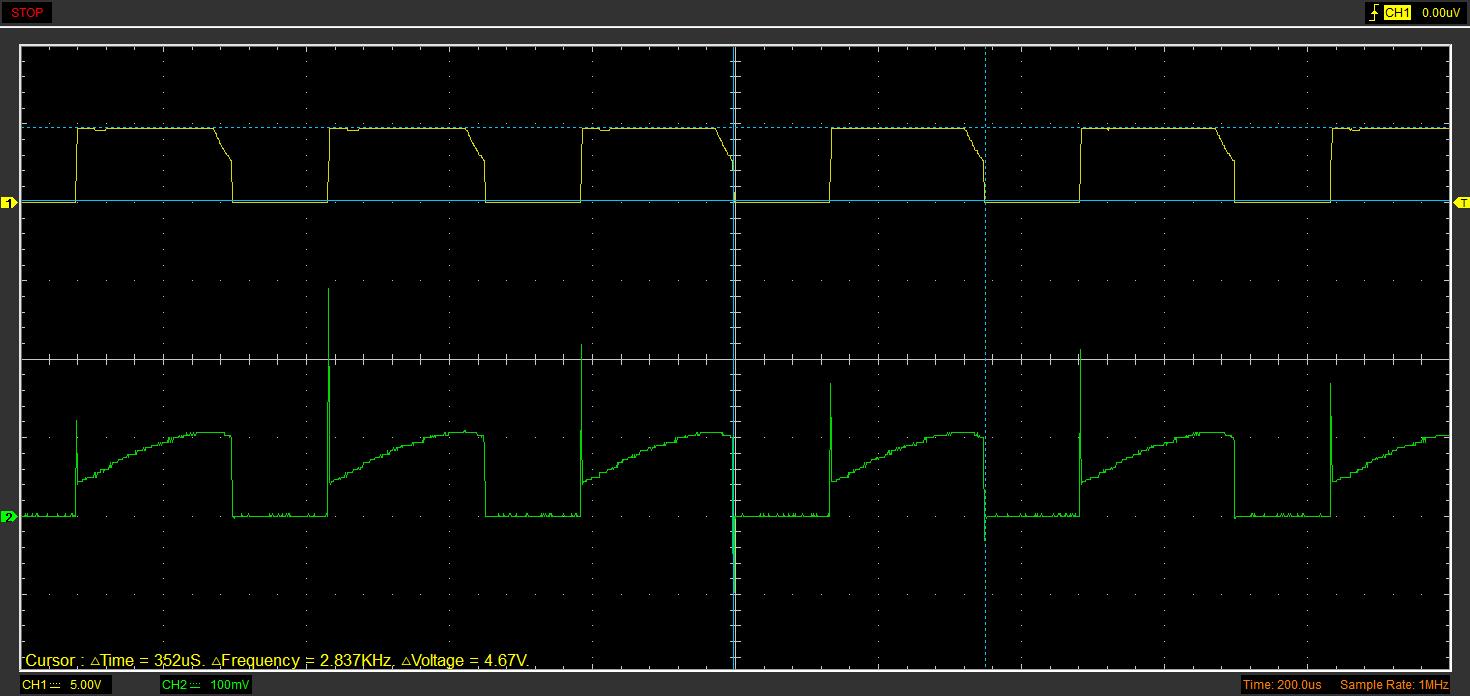 STOP
CH1 0.00uV
1
T
2
Cursor : △Time = 352uS. △Frequency = 2.837KHz, △Voltage = 4.67V.
CH1 5.00V CH2 100mV Time: 200.0us Sample Rate: 1MHz